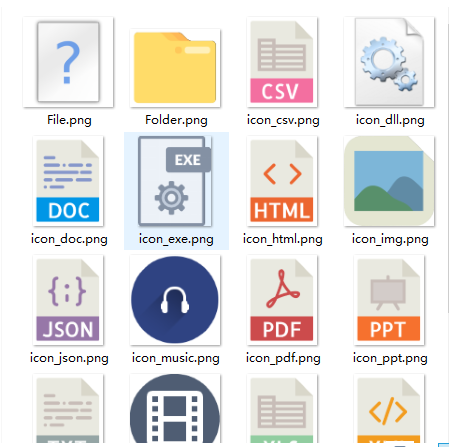 ?
File.png
Folder.png
CSV
icon_csv.png
icon_dll.png
DOC
icon_doc.png
EXE
icon_exe.png
HTML
icon_html.png
icon_img.png
{;}
JSON
icon_json.png
icon_music.png
PDF
icon_pdf.png
PPT
icon_ppt.png